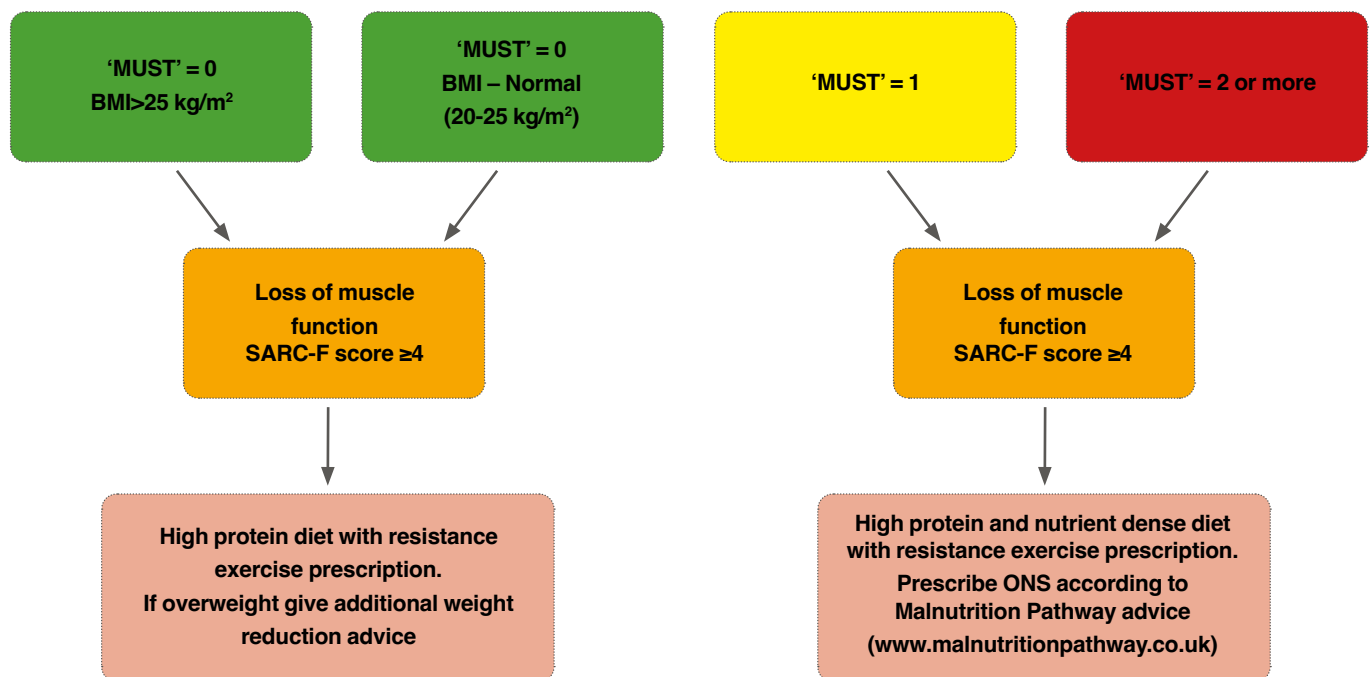 ‘MUST’ = 0
BMI>25 kg/m²
‘MUST’ = 0
BMI – Normal
(20-25 kg/m²)
‘MUST’ = 1
‘MUST’ = 2 or more
Loss of muscle
function
SARC-F score ≥4
Loss of muscle
function
SARC-F score ≥4
High protein diet with resistance
exercise prescription.
If overweight give additional weight
reduction advice
High protein and nutrient dense diet
with resistance exercise prescription.
Prescribe ONS according to
Malnutrition Pathway advice
(www.malnutritionpathway.co.uk)